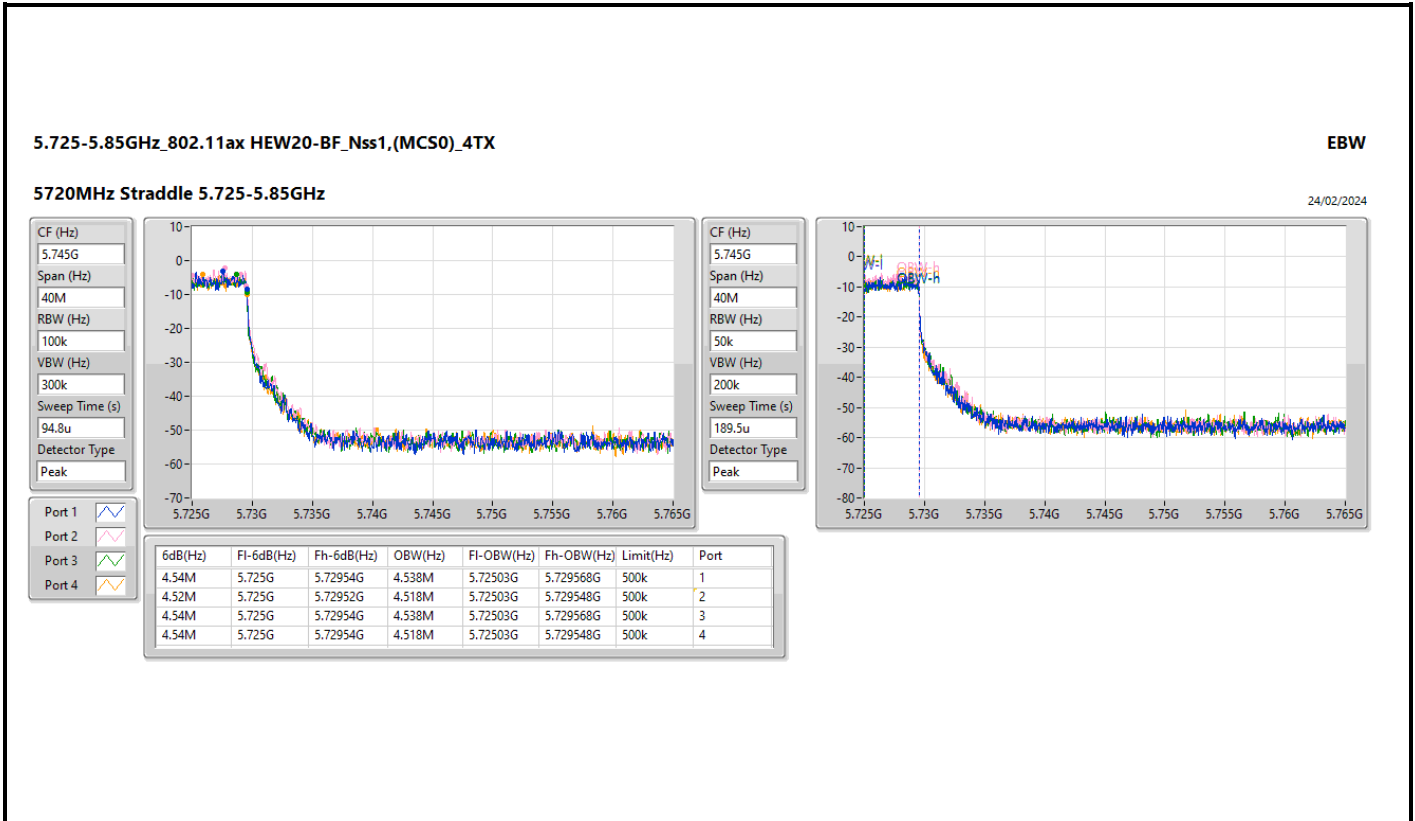 5.725-5.85GHz_802.11ax HEW20-BF_Nss1,(MCS0)_4TX
EBW
5720MHz Straddle 5.725-5.85GHz
24/02/2024
CF (Hz)
5.745G
Span (Hz)
40M
RBW (Hz)
100k
VBW (Hz)
300k
Sweep Time (s)
94.8u
Detector Type
Peak
10
0
-10
-20
-30
-40
-50
-60
-70
5.725G 5.73G 5.735G 5.74G 5.745G 5.75G 5.755G 5.76G 5.765G
CF (Hz)
5.745G
Span (Hz)
40M
RBW (Hz)
50k
VBW (Hz)
200k
Sweep Time (s)
189.5u
Detector Type
Peak
10
0
-10
-20
-30
-40
-50
-60
-70
-80
W-l
OBW-h
OBW-h
5.725G 5.73G 5.735G 5.74G 5.745G 5.75G 5.755G 5.76G 5.765G
Port 1
Port 2
Port 3
Port 4
6dB(Hz) Fl-6dB(Hz) Fh-6dB(Hz) OBW(Hz) Fl-OBW(Hz) Fh-OBW(Hz) Limit(Hz) Port
4.54M 5.725G 5.72954G 4.538M 5.72503G 5.729568G 500k 1
4.52M 5.725G 5.72952G 4.518M 5.72503G 5.729548G 500k 2
4.54M 5.725G 5.72954G 4.538M 5.72503G 5.729568G 500k 3
4.54M 5.725G 5.72954G 4.518M 5.72503G 5.729548G 500k 4